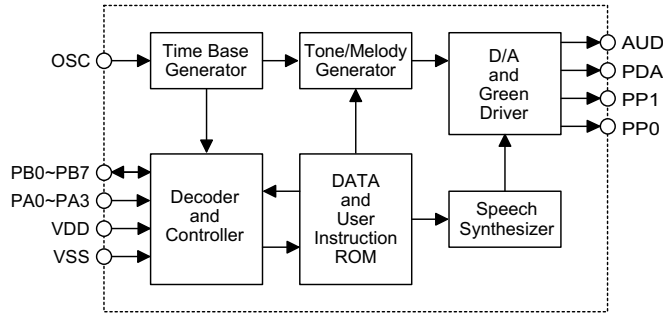 OSC
Time Base
Generator
Tone/Melody
Generator
D/A
and
Green
Driver
AUD
PDA
PP1
PP0
PB0~PB7
PA0~PA3
VDD
VSS
Decoder
and
Controller
DATA
and
User
Instruction
ROM
Speech
Synthesizer